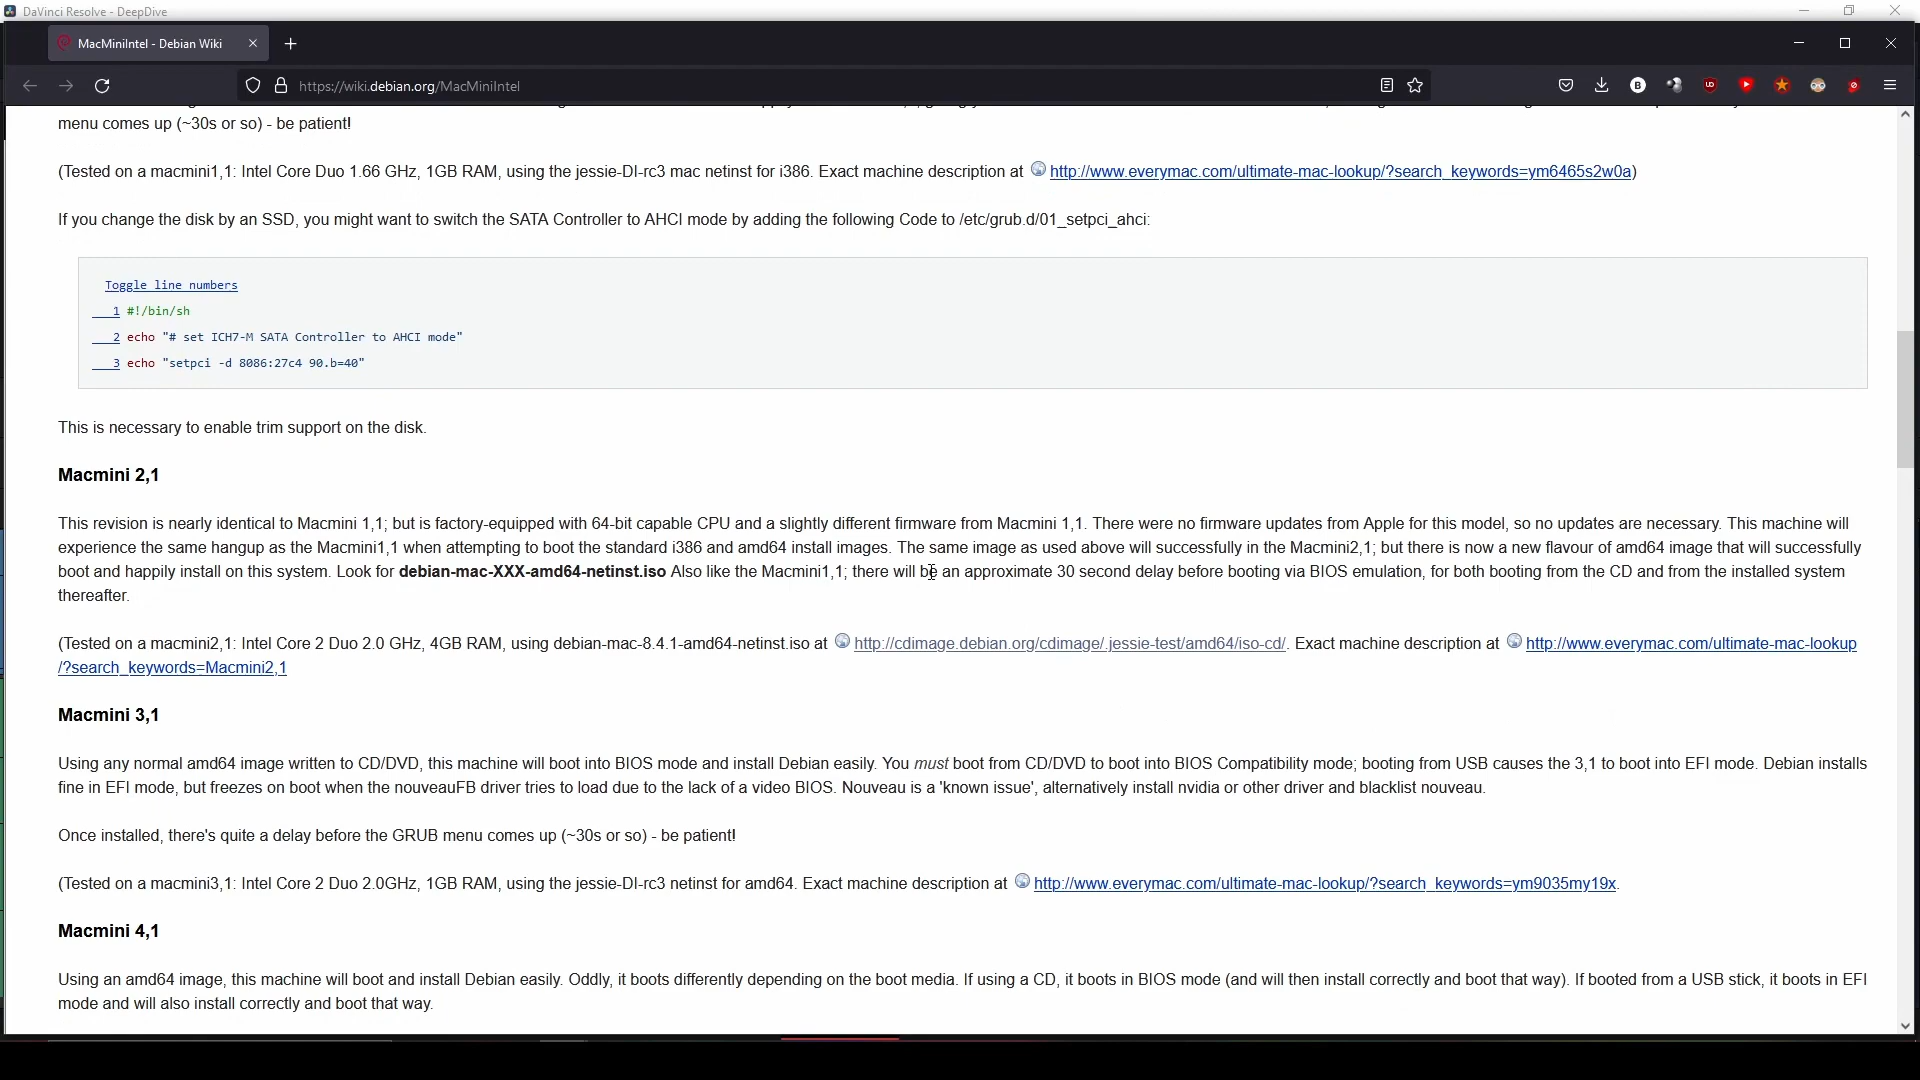 DaVinci Resolve - DeepDive
MacMiniIntel - Debian Wiki
https://wiki.debian.org/MacMiniIntel
menu comes up (~30s or so) - be patient!
(Tested on a macmini1,1: Intel Core Duo 1.66 GHz, 1GB RAM, using the jessie-DI-rc3 mac netinst for i386. Exact machine description at http://www.everymac.com/ultimate-mac-lookup/?search_keywords=ym6465s2w0a)
If you change the disk by an SSD, you might want to switch the SATA Controller to AHCI mode by adding the following Code to /etc/grub.d/01_setpci_ahci:
Toggle line numbers
1 #!/bin/sh
2 echo "# set ICH7-M SATA Controller to AHCI mode"
3 echo "setpci -d 8086:27c4 90.b=40"
This is necessary to enable trim support on the disk.
Macmini 2,1
This revision is nearly identical to Macmini 1,1; but is factory-equipped with 64-bit capable CPU and a slightly different firmware from Macmini 1,1. There were no firmware updates from Apple for this model, so no updates are necessary. This machine will
experience the same hangup as the Macmini1,1 when attempting to boot the standard i386 and amd64 install images. The same image as used above will successfully in the Macmini2,1; but there is now a new flavour of amd64 image that will successfully
boot and happily install on this system. Look for debian-mac-XXX-amd64-netinst.iso Also like the Macmini1,1; there will be an approximate 30 second delay before booting via BIOS emulation, for both booting from the CD and from the installed system
thereafter.
(Tested on a macmini2,1: Intel Core 2 Duo 2.0 GHz, 4GB RAM, using debian-mac-8.4.1-amd64-netinst.iso at http://cdimage.debian.org/cdimage/.jessie-test/amd64/iso-cd/. Exact machine description at http://www.everymac.com/ultimate-mac-lookup
/?search_keywords=Macmini2,1
Macmini 3,1
Using any normal amd64 image written to CD/DVD, this machine will boot into BIOS mode and install Debian easily. You must boot from CD/DVD to boot into BIOS Compatibility mode; booting from USB causes the 3,1 to boot into EFI mode. Debian installs
fine in EFI mode, but freezes on boot when the nouveauFB driver tries to load due to the lack of a video BIOS. Nouveau is a 'known issue', alternatively install nvidia or other driver and blacklist nouveau.
Once installed, there's quite a delay before the GRUB menu comes up (~30s or so) - be patient!
(Tested on a macmini3,1: Intel Core 2 Duo 2.0GHz, 1GB RAM, using the jessie-DI-rc3 netinst for amd64. Exact machine description at http://www.everymac.com/ultimate-mac-lookup/?search_keywords=ym9035my19x.
Macmini 4,1
Using an amd64 image, this machine will boot and install Debian easily. Oddly, it boots differently depending on the boot media. If using a CD, it boots in BIOS mode (and will then install correctly and boot that way). If booted from a USB stick, it boots in EFI
mode and will also install correctly and boot that way.